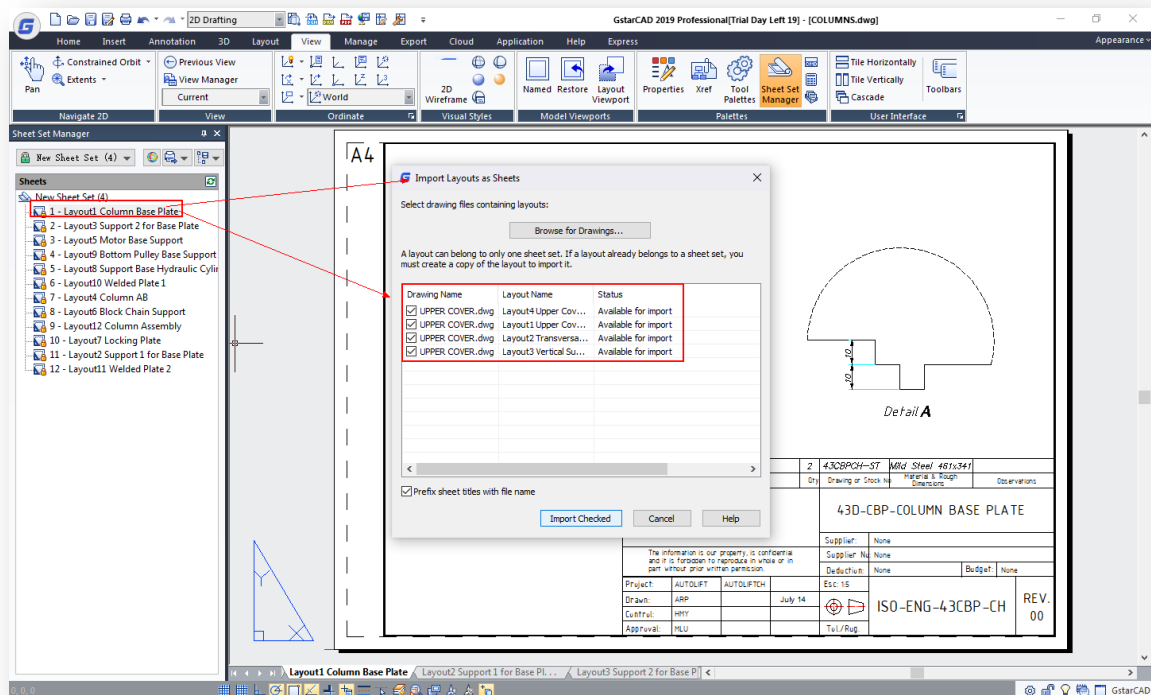 2D Drafting
GstarCAD 2019 Professional[Trial Day Left 19] - [COLUMNS.dwg]
Home Insert Annotation 3D Layout View Manage Export Cloud Application Help Express Appearance
Pan
Constrained Orbit
Extents
Navigate 2D
Previous View
View Manager
Current
View
World
Ordinate
2D Wireframe
Visual Styles
Named Restore Layout Viewport
Model Viewports
Properties Xref Tool Palettes Sheet Set Manager
Palettes
Tile Horizontally
Tile Vertically
Cascade
Toolbars
User Interface
Sheet Set Manager
New Sheet Set (4)
Sheets
New Sheet Set (4)
1 - Layout1 Column Base Plate
2 - Layout3 Support 2 for Base Plate
3 - Layout5 Motor Base Support
4 - Layout9 Bottom Pulley Base Support
5 - Layout8 Support Base Hydraulic Cylir
6 - Layout10 Welded Plate 1
7 - Layout4 Column AB
8 - Layout6 Block Chain Support
9 - Layout12 Column Assembly
10 - Layout7 Locking Plate
11 - Layout2 Support 1 for Base Plate
12 - Layout11 Welded Plate 2
A4
Import Layouts as Sheets
Select drawing files containing layouts:
Browse for Drawings...
A layout can belong to only one sheet set. If a layout already belongs to a sheet set, you
must create a copy of the layout to import it.
Drawing Name Layout Name Status
UPPER COVER.dwg Layout4 Upper Cov... Available for import
UPPER COVER.dwg Layout1 Upper Cov... Available for import
UPPER COVER.dwg Layout2 Transversa... Available for import
UPPER COVER.dwg Layout3 Vertical Su... Available for import
Prefix sheet titles with file name
Import Checked Cancel Help
10
10
Detail A
2 43CBPCH-ST Mild Steel 481x341
Qty Drawing or Stock No Material & Rough Dimensions Observations
43D-CBP-COLUMN BASE PLATE
Supplier: None
Supplier Nu: None
Deduction: None Budget: None
The information is our property, is confidential
and it is forbidden to reproduce in whole or in
part without prior written permission.
Project: AUTOLIFT AUTOLIFTCH Esc: 1:5
Drawn: ARP July 14
Control: HMY
Approval: MLU Tol./Rug.
ISO-ENG-43CBP-CH
REV.
00
Layout1 Column Base Plate Layout2 Support 1 for Base Pl... Layout3 Support 2 for Base P
0, 0, 0
GstarCAD